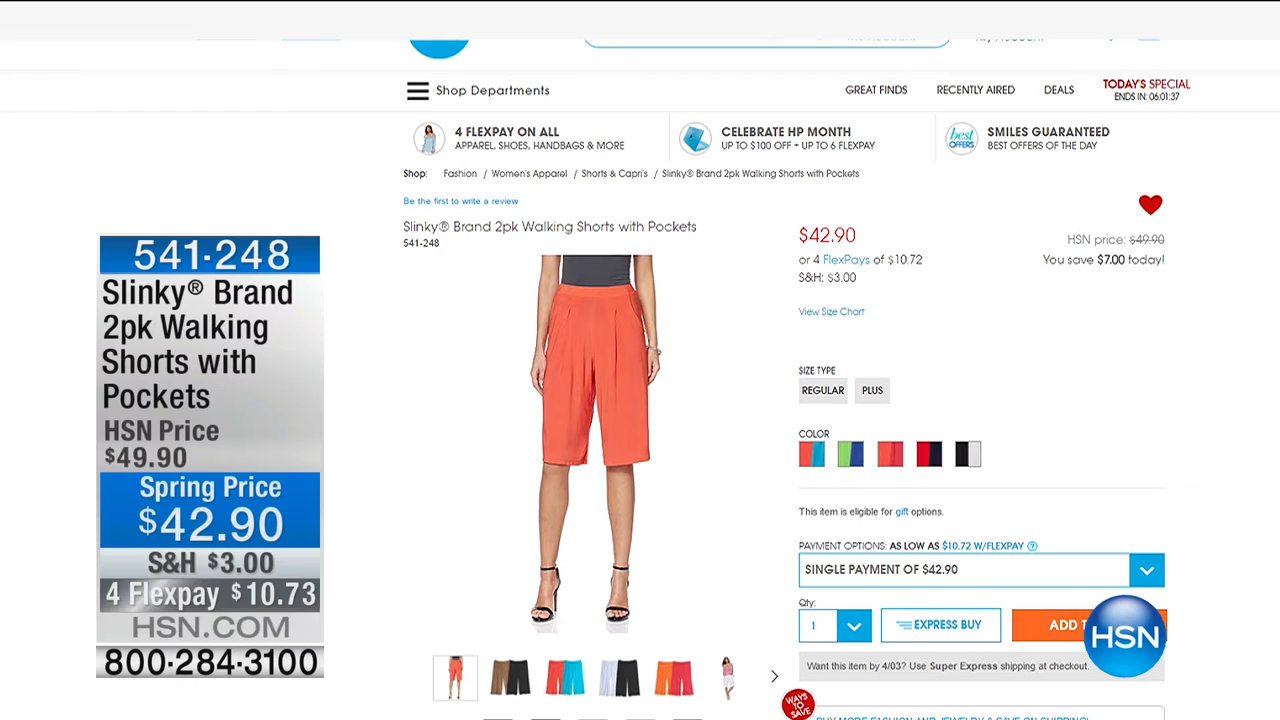 Shop Departments
GREAT FINDS
RECENTLY AIRED
DEALS
TODAY'S SPECIAL
ENDS IN: 06:01:37
4 FLEXPAY ON ALL
APPAREL, SHOES, HANDBAGS & MORE
CELEBRATE HP MONTH
UP TO $100 OFF + UP TO 6 FLEXPAY
best OFFERS
SMILES GUARANTEED
BEST OFFERS OF THE DAY
Shop: Fashion / Women's Apparel / Shorts & Capri's / Slinky® Brand 2pk Walking Shorts with Pockets
Be the first to write a review
Slinky® Brand 2pk Walking Shorts with Pockets
541-248
$42.90
HSN price: $49.90
or 4 FlexPays of $10.72
You save $7.00 today!
S&H: $3.00
View Size Chart
SIZE TYPE
REGULAR
PLUS
COLOR
This item is eligible for gift options.
PAYMENT OPTIONS: AS LOW AS $10.72 W/FLEXPAY ?
SINGLE PAYMENT OF $42.90
Qty:
1
EXPRESS BUY
ADD
HSN
Want this item by 4/03? Use Super Express shipping at checkout.
WAYS TO SAVE
BUY MORE FASHION AND JEWELRY & SAVE ON SHIPPING!
541·248
Slinky® Brand
2pk Walking
Shorts with
Pockets
HSN Price
$49.90
Spring Price
$42.90
S&H $3.00
4 Flexpay $10.73
HSN.COM
800·284·3100